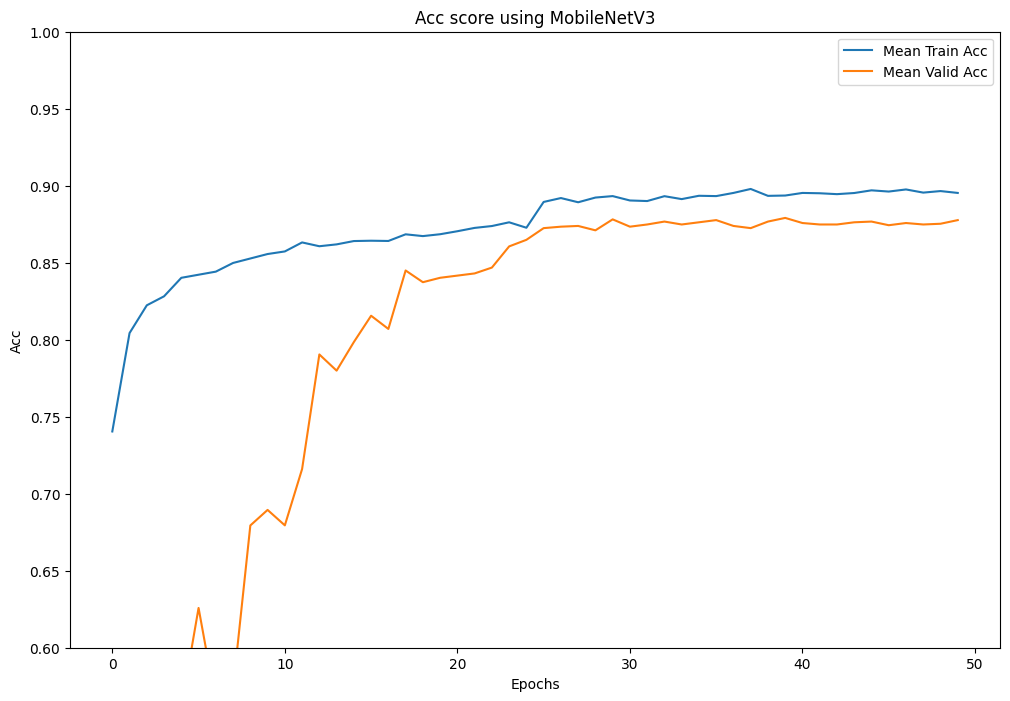 Acc score using MobileNetV3
Mean Train Acc
Mean Valid Acc
1.00
0.95
0.90
0.85
0.80
0.75
0.70
0.65
0.60
Acc
0 10 20 30 40 50
Epochs